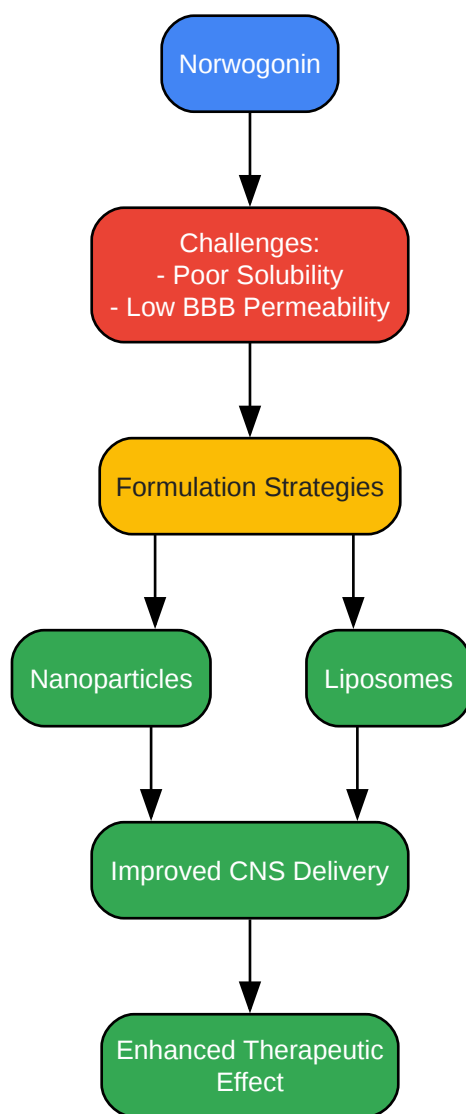 Norwogonin
Challenges:
- Poor Solubility
- Low BBB Permeability
Formulation Strategies
Nanoparticles
Liposomes
Improved CNS Delivery
Enhanced Therapeutic
Effect